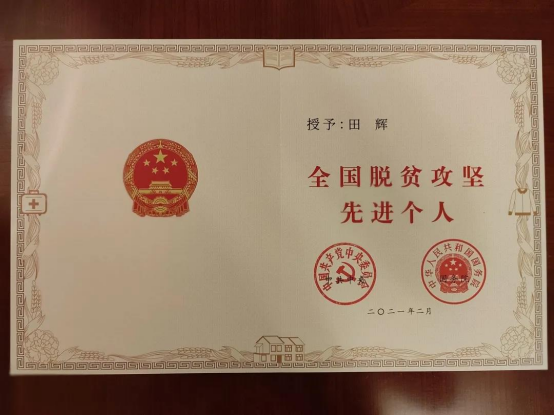 授予：田 辉
全国脱贫攻坚
先进个人
中国共产党中央委员会
中华人民共和国国务院
二〇二一年二月